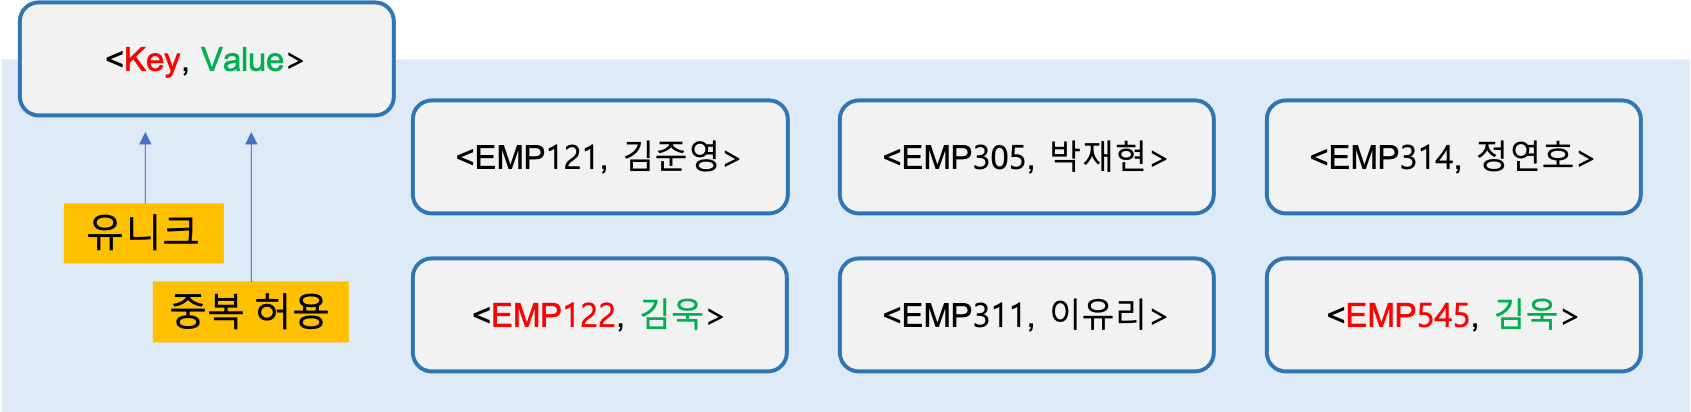 <Key, Value>
유니크
중복 허용
<EMP121, 김준영>
<EMP305, 박재현>
<EMP314, 정연호>
<EMP122, 김욱>
<EMP311, 이유리>
<EMP545, 김욱>